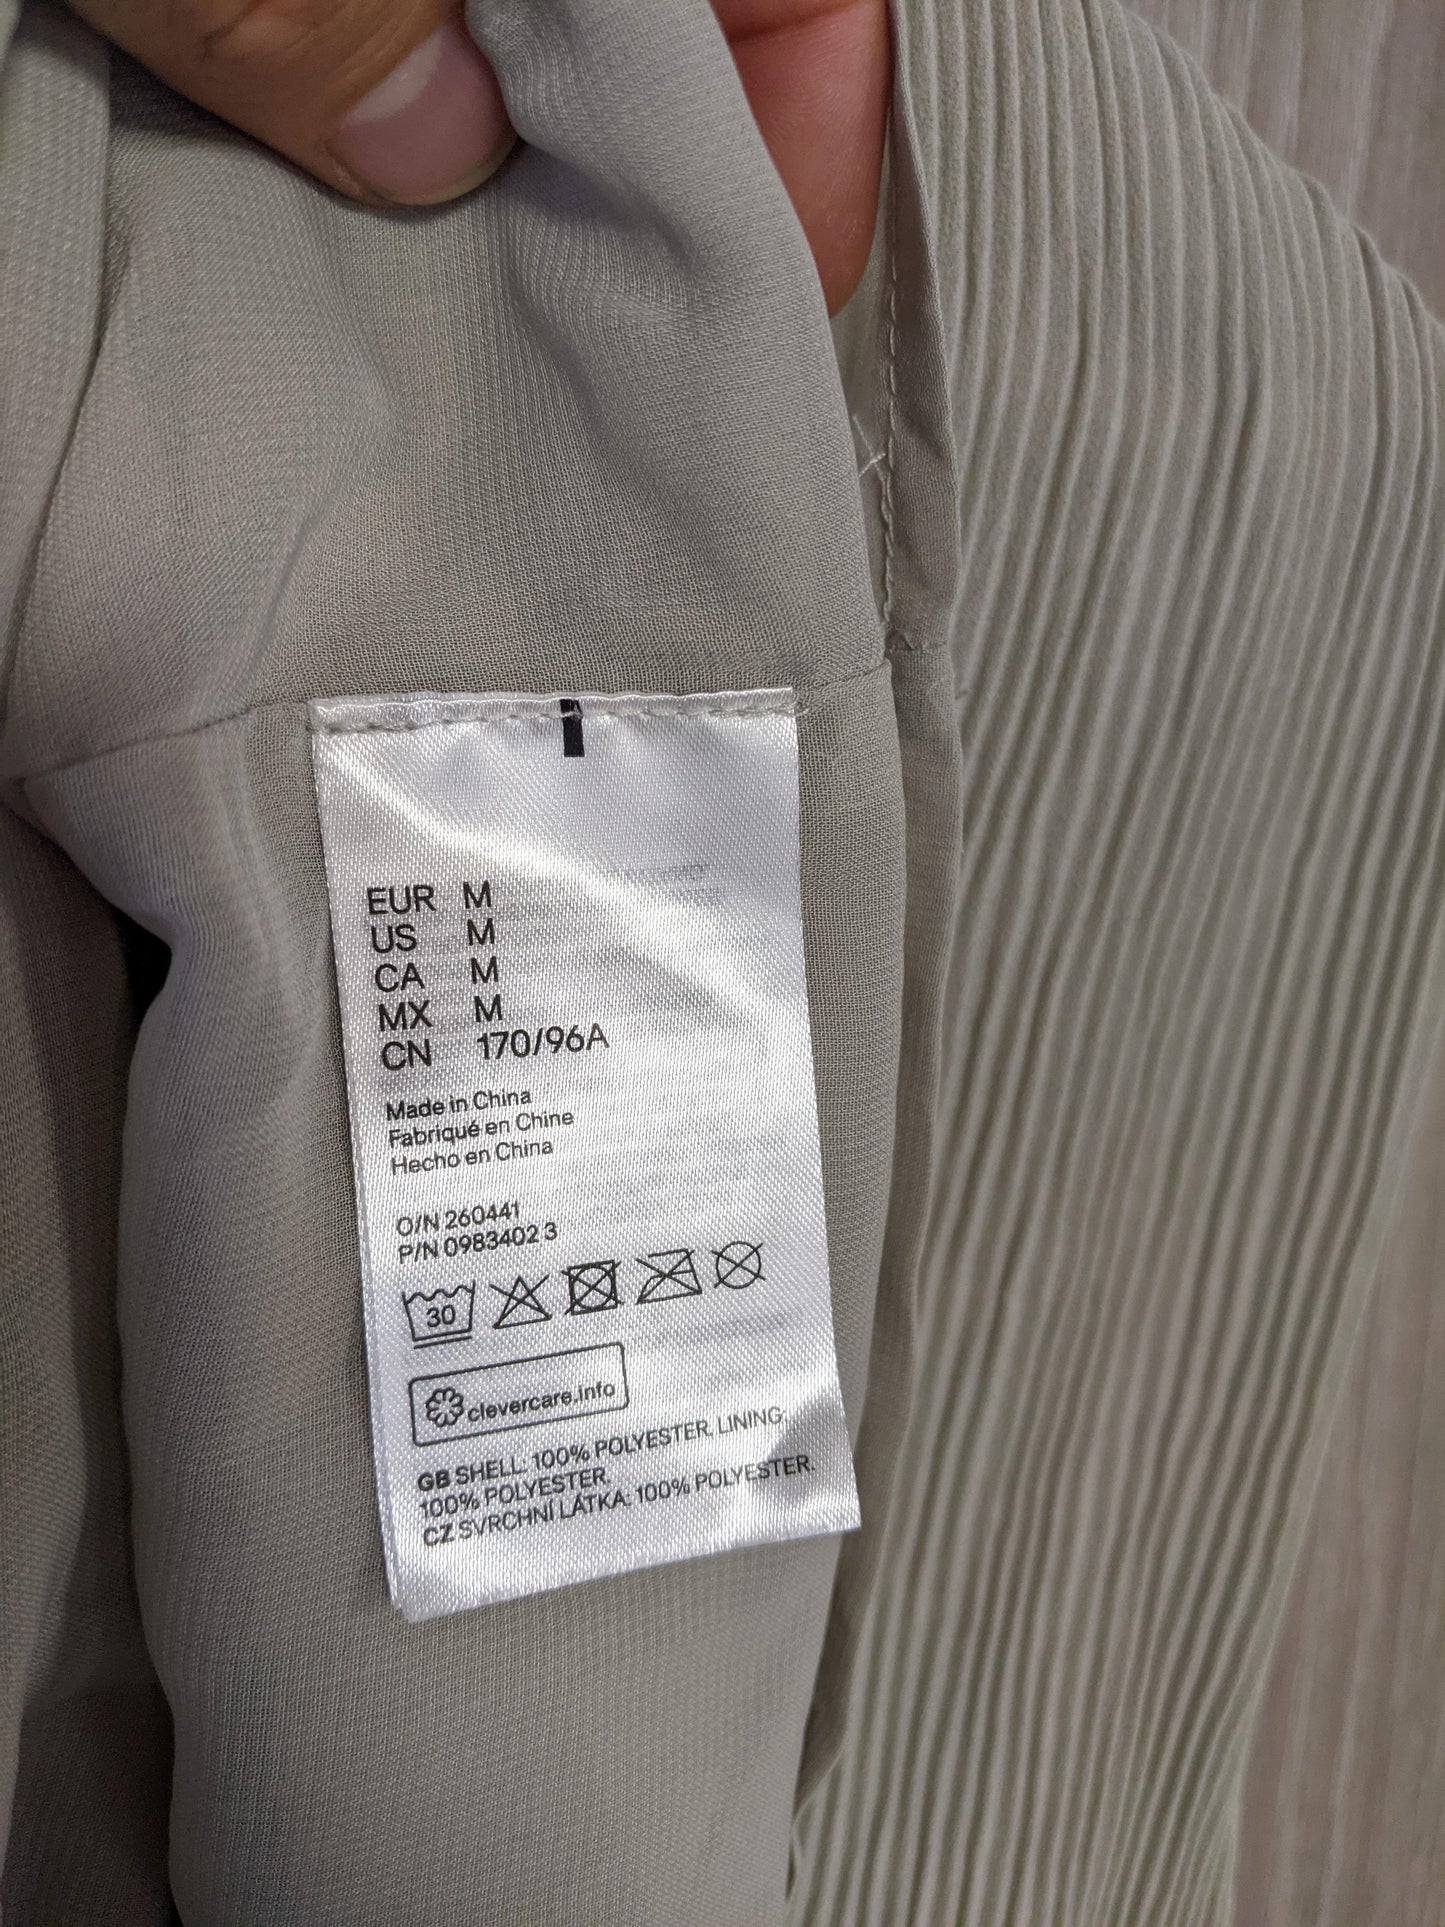 EUR M
US M
CA M
MX M
CN 170/96A
Made in China
Fabriqué en Chine
Hecho en China
O/N 260441
P/N 0983402 3
30
clevercare.info
GB SHELL: 100% POLYESTER. LINING:
100% POLYESTER.
CZ SVRCHNÍ LÁTKA: 100% POLYESTER.